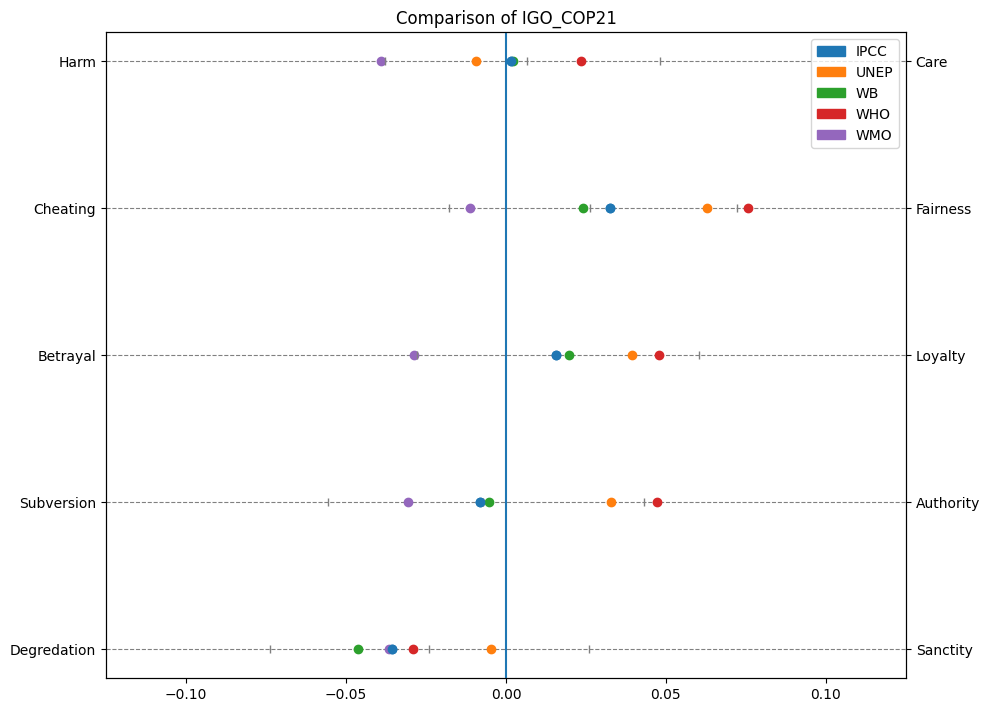 Comparison of IGO_COP21
Harm
Care
IPCC
UNEP
WB
WHO
WMO
Cheating
Fairness
Betrayal
Loyalty
Subversion
Authority
Degredation
Sanctity
−0.10
−0.05
0.00
0.05
0.10